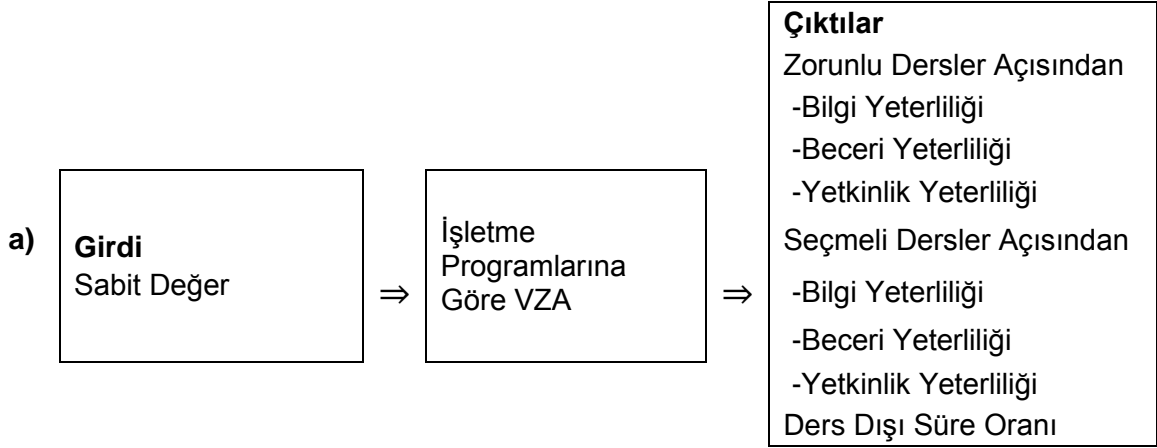 a)
Girdi
Sabit Değer
⇒
İşletme
Programlarına
Göre VZA
⇒
Çıktılar
Zorunlu Dersler Açısından
-Bilgi Yeterliliği
-Beceri Yeterliliği
-Yetkinlik Yeterliliği
Seçmeli Dersler Açısından
-Bilgi Yeterliliği
-Beceri Yeterliliği
-Yetkinlik Yeterliliği
Ders Dışı Süre Oranı